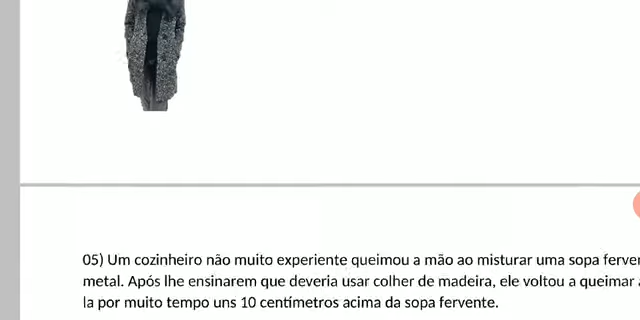 05) Um cozinheiro não muito experiente queimou a mão ao misturar uma sopa
metal. Após lhe ensinarem que deveria usar colher de madeira, ele voltou a queimar
la por muito tempo uns 10 centímetros acima da sopa fervente.